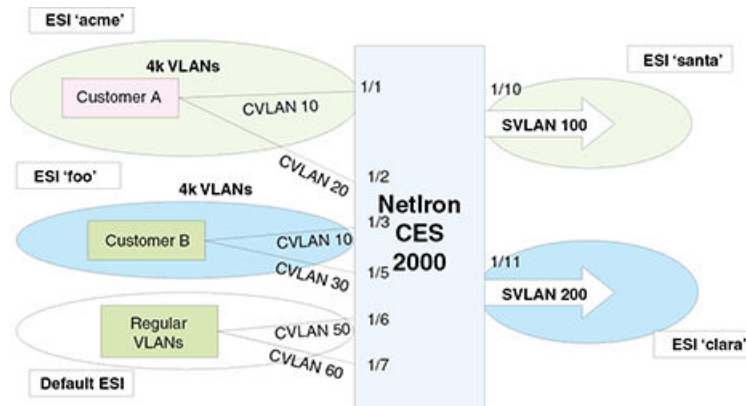 ESI 'acme'
4k VLANs
Customer A
CVLAN 10
CVLAN 20
1/1
1/2
ESI 'foo'
4k VLANs
Customer B
CVLAN 10
CVLAN 30
1/3
1/5
Regular
VLANs
CVLAN 50
CVLAN 60
1/6
1/7
Default ESI
NetIron
CES
2000
1/10
SVLAN 100
ESI 'santa'
1/11
SVLAN 200
ESI 'clara'